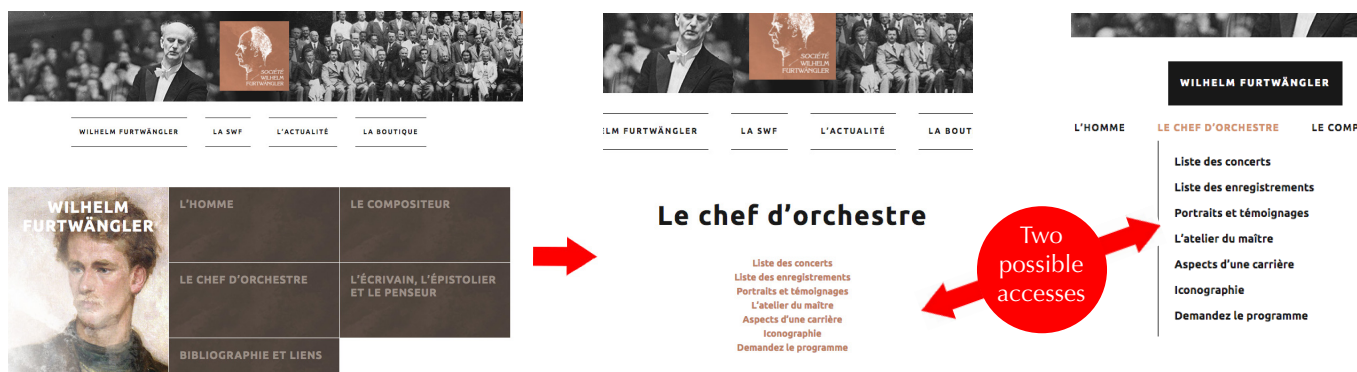 SOCIÉTÉ
WILHELM
FURTWÄNGLER
WILHELM FURTWÄNGLER
LA SWF
L'ACTUALITÉ
LA BOUTIQUE
WILHELM
FURTWÄNGLER
L'HOMME
LE COMPOSITEUR
LE CHEF D'ORCHESTRE
L'ÉCRIVAIN, L'ÉPISTOLIER
ET LE PENSEUR
BIBLIOGRAPHIE ET LIENS
SOCIÉTÉ
WILHELM
FURTWÄNGLER
LM FURTWÄNGLER
LA SWF
L'ACTUALITÉ
LA BOUT
Le chef d'orchestre
Liste des concerts
Liste des enregistrements
Portraits et témoignages
L'atelier du maître
Aspects d'une carrière
Iconographie
Demandez le programme
Two
possible
accesses
WILHELM FURTWÄNGLER
L'HOMME
LE CHEF D'ORCHESTRE
LE COMP
Liste des concerts
Liste des enregistrements
Portraits et témoignages
L'atelier du maître
Aspects d'une carrière
Iconographie
Demandez le programme